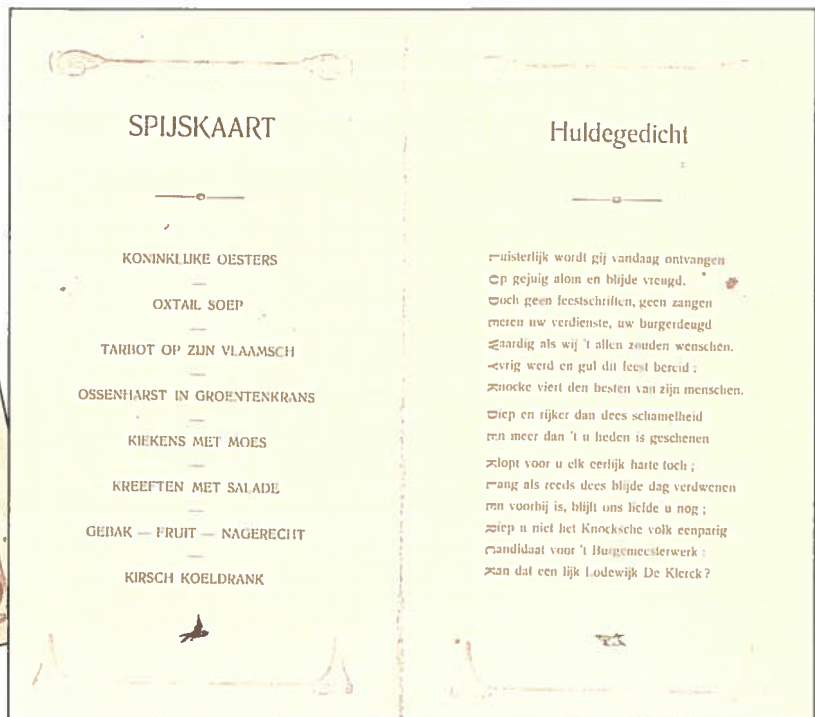 SPIJSKAART
KONINKLIJKE OESTERS
OXTAIL SOEP
TARBOT OP ZIJN VLAAMSCH
OSSENHARST IN GROENTENKRANS
KIEKENS MET MOES
KREEFTEN MET SALADE
GEBAK — FRUIT — NAGERECHT
KIRSCH KOELDRANK
Huldegedicht
Luisterlijk wordt gij vandaag ontvangen
Op gejuig alom en blijde vreugd.
Doch geen feestschriften, geen zangen
Eeren uw verdienste, uw burgerdeugd
Waardig als wij 't allen zouden wenschen.
Yvrig werd en gul dit feest bereid :
Knocke viert den besten van zijn menschen.
Diep en rijker dan dees schamelheid
En meer dan 't u heden is geschenen
Klopt voor u elk eerlijk harte toch ;
Lang als reeds dees blijde dag verdwenen
En voorbij is, blijft ons liefde u nog ;
Riep u niet het Knocksche volk eenparig
Candidaat voor 't Burgemeesterwerk :
Kan dat een lijk Lodewijk De Klerck?